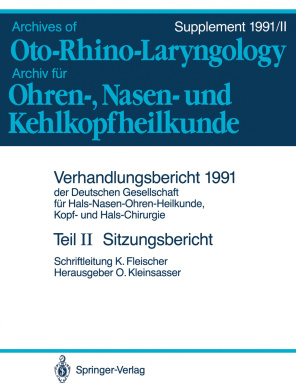 Archives of Supplement 1991/II
Oto-Rhino-Laryngology
Archiv für
Ohren-, Nasen- und
Kehlkopfheilkunde
Verhandlungsbericht 1991
der Deutschen Gesellschaft
für Hals-Nasen-Ohren-Heilkunde,
Kopf- und Hals-Chirurgie
Teil II Sitzungsbericht
Schriftleitung K. Fleischer
Herausgeber O. Kleinsasser
Springer-Verlag